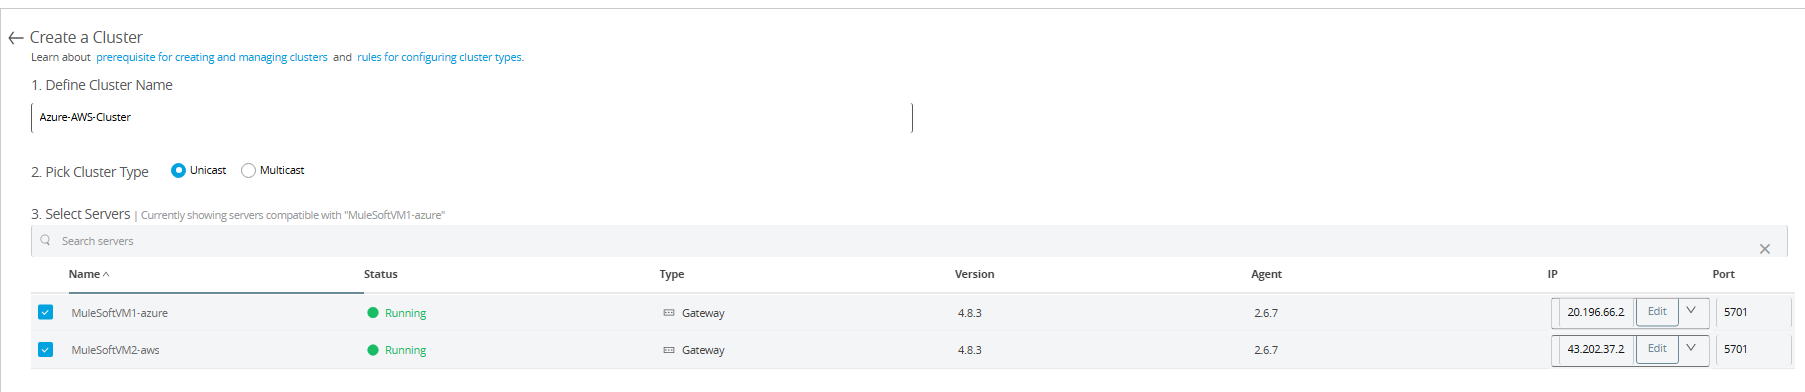 Create a Cluster
Learn about prerequisite for creating and managing clusters and rules for configuring cluster types.
1. Define Cluster Name
Azure-AWS-Cluster
2. Pick Cluster Type Unicast Multicast
3. Select Servers | Currently showing servers compatible with "MuleSoftVM1-azure"
Search servers
Name Status Type Version Agent IP Port
MuleSoftVM1-azure Running Gateway 4.8.3 2.6.7 20.196.66.2 Edit 5701
MuleSoftVM2-aws Running Gateway 4.8.3 2.6.7 43.202.37.2 Edit 5701